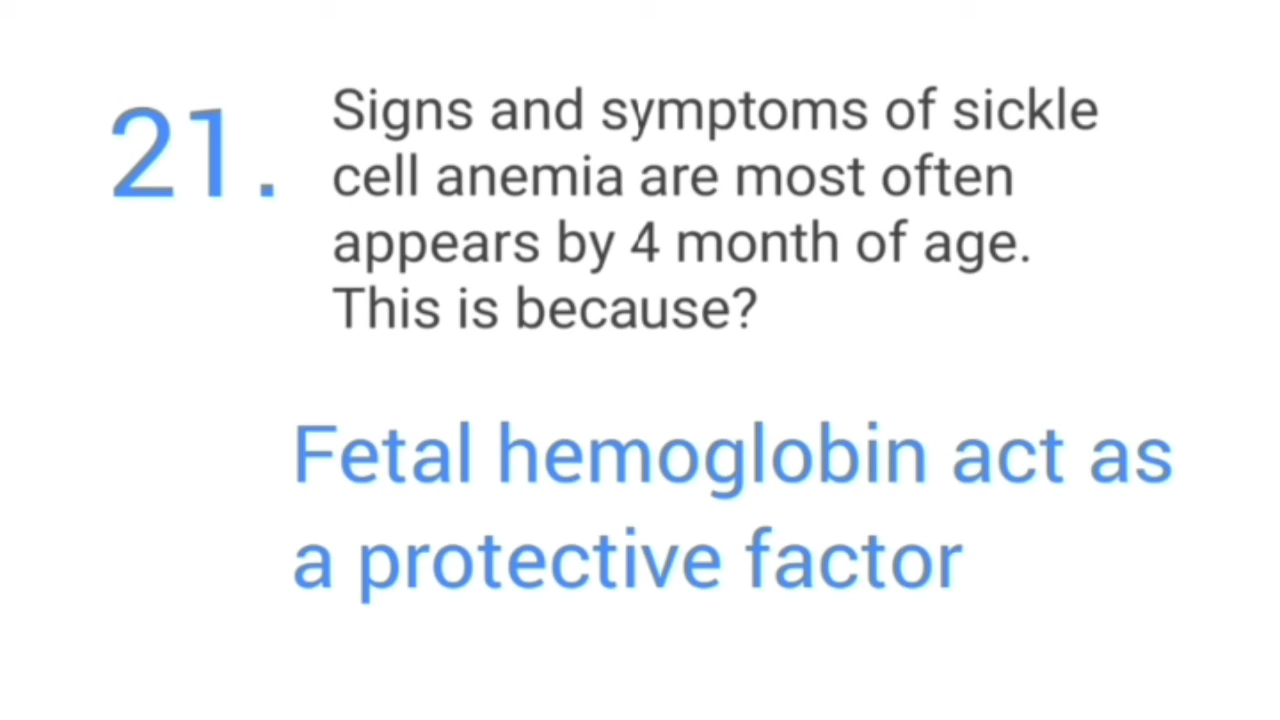 21.
Signs and symptoms of sickle
cell anemia are most often
appears by 4 month of age.
This is because?
Fetal hemoglobin act as
a protective factor